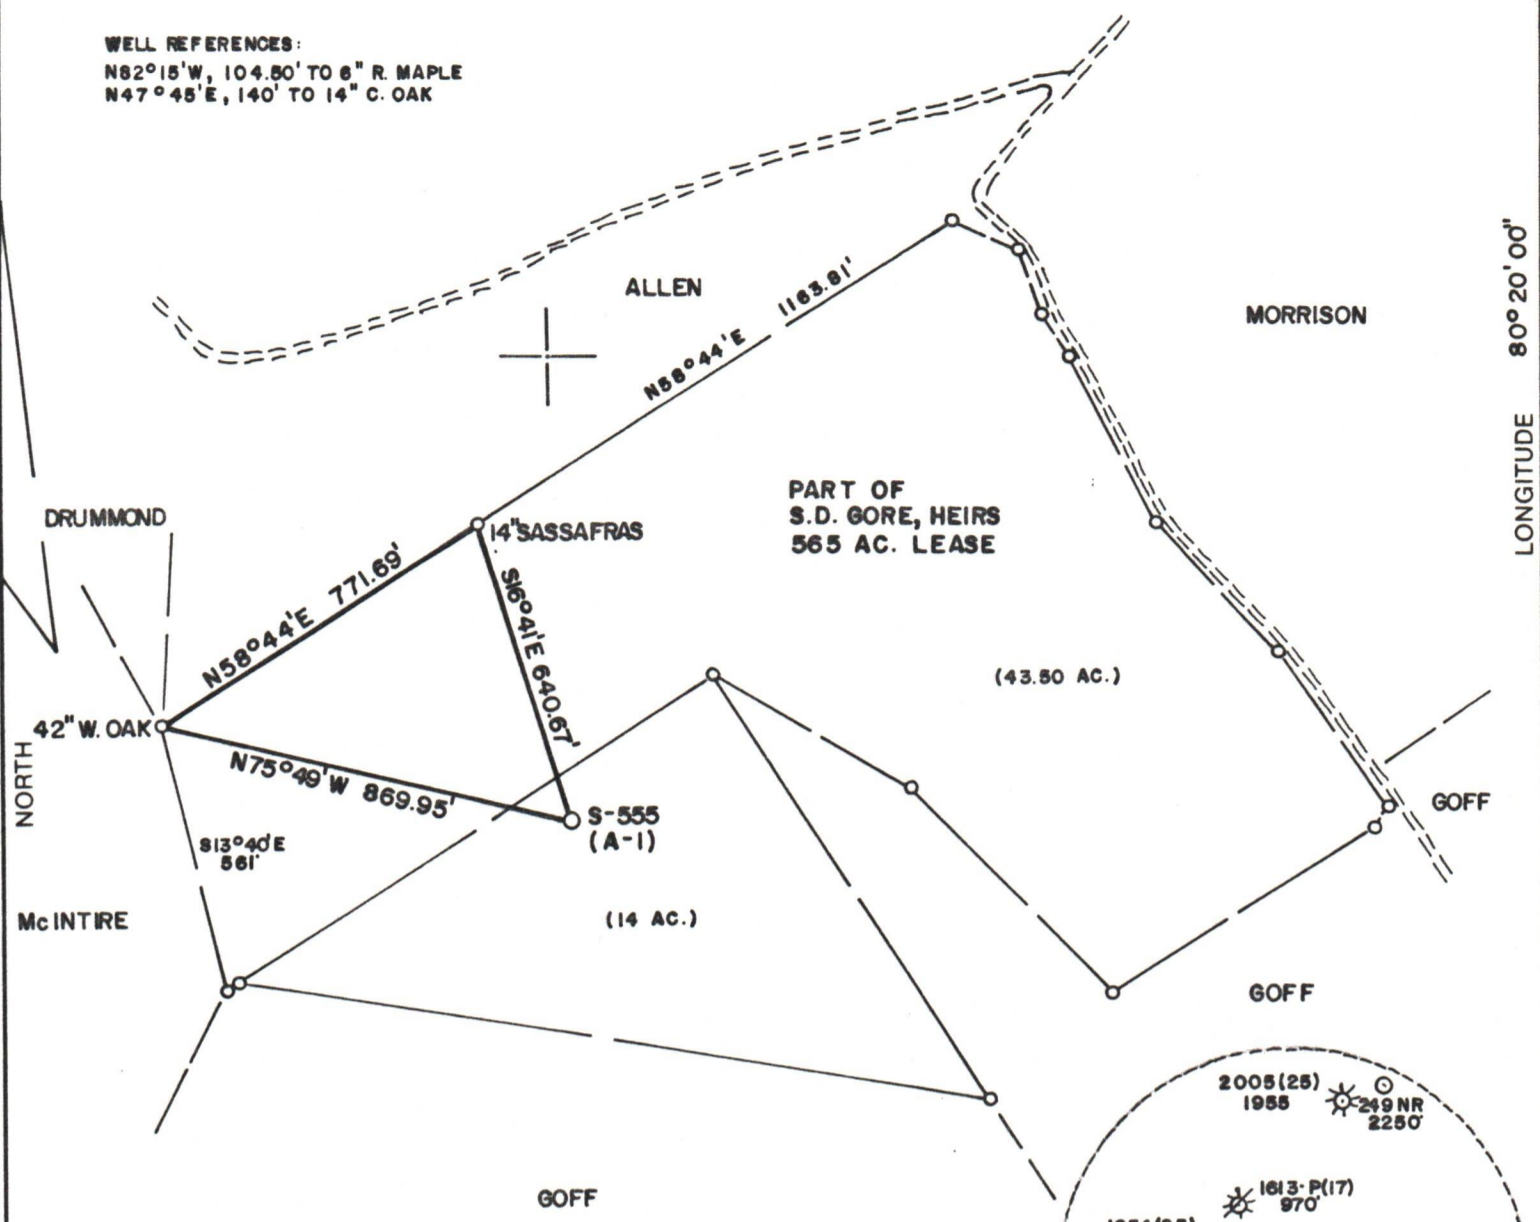 WELL REFERENCES:
N82°15'W, 104.50' TO 6" R. MAPLE
N47°45'E, 140' TO 14" C. OAK
ALLEN
1163.81'
N58°44'E
MORRISON
LONGITUDE 80° 20' 00"
PART OF
S.D. GORE, HEIRS
565 AC. LEASE
DRUMMOND
14" SASSAFRAS
N58°44'E 771.69'
S16°41'E 640.67'
(43.50 AC.)
42" W. OAK
NORTH
N75°49'W 869.95'
S-555
(A-1)
GOFF
S13°40'E
561'
McINTIRE
(14 AC.)
GOFF
2005(25)
1955
249 NR
2250'
1613-P(17)
970'
GOFF